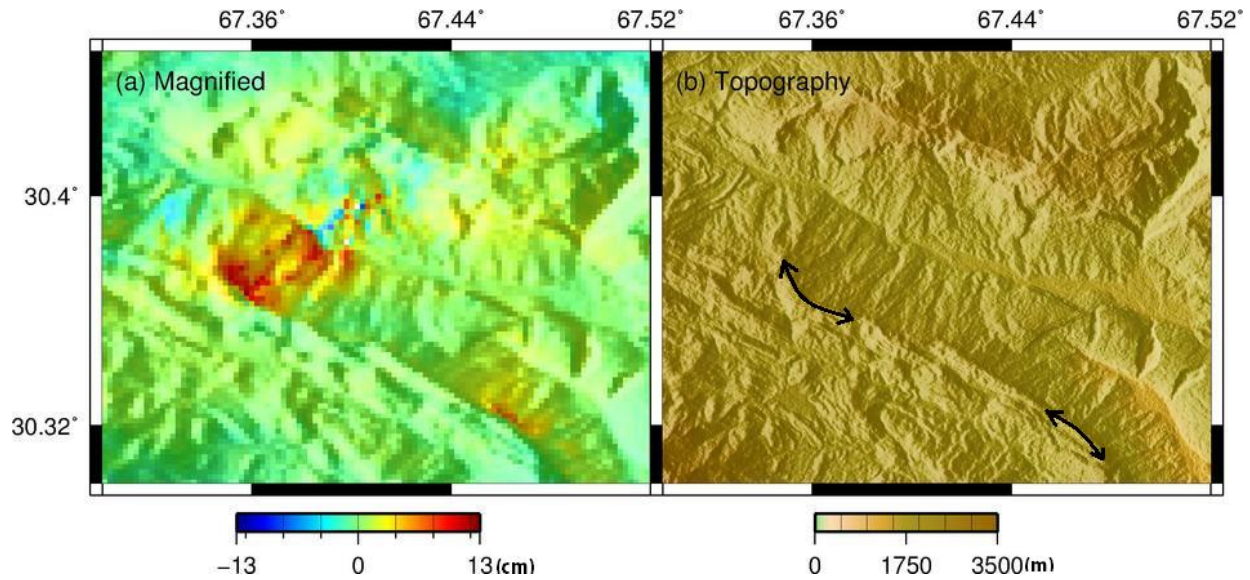 67.36° 67.44° 67.52° 67.36° 67.44° 67.52°
(a) Magnified (b) Topography
30.4°
30.32°
−13 0 13(cm) 0 1750 3500(m)